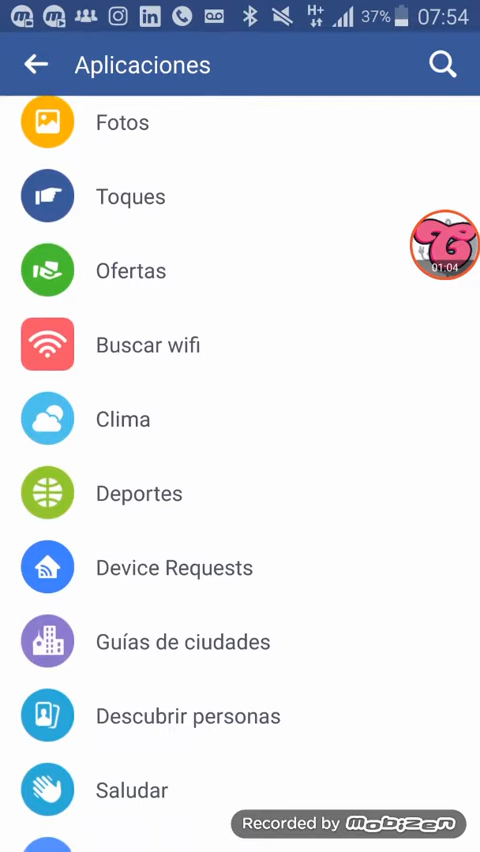 H+ 37% 07:54
Aplicaciones
Fotos
Toques
Ofertas
01:04
Buscar wifi
Clima
Deportes
Device Requests
Guías de ciudades
Descubrir personas
Saludar
Recorded by mobizen